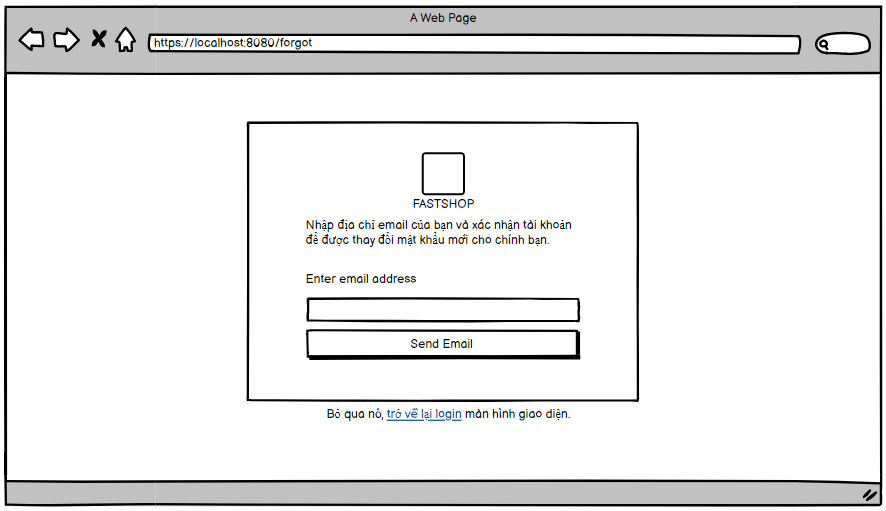 A Web Page
https://localhost:8080/forgot
FASTSHOP
Nhập địa chỉ email của bạn và xác nhận tài khoản
để được thay đổi mật khẩu mới cho chính bạn.
Enter email address
Send Email
Bỏ qua nó, trở về lại login màn hình giao diện.